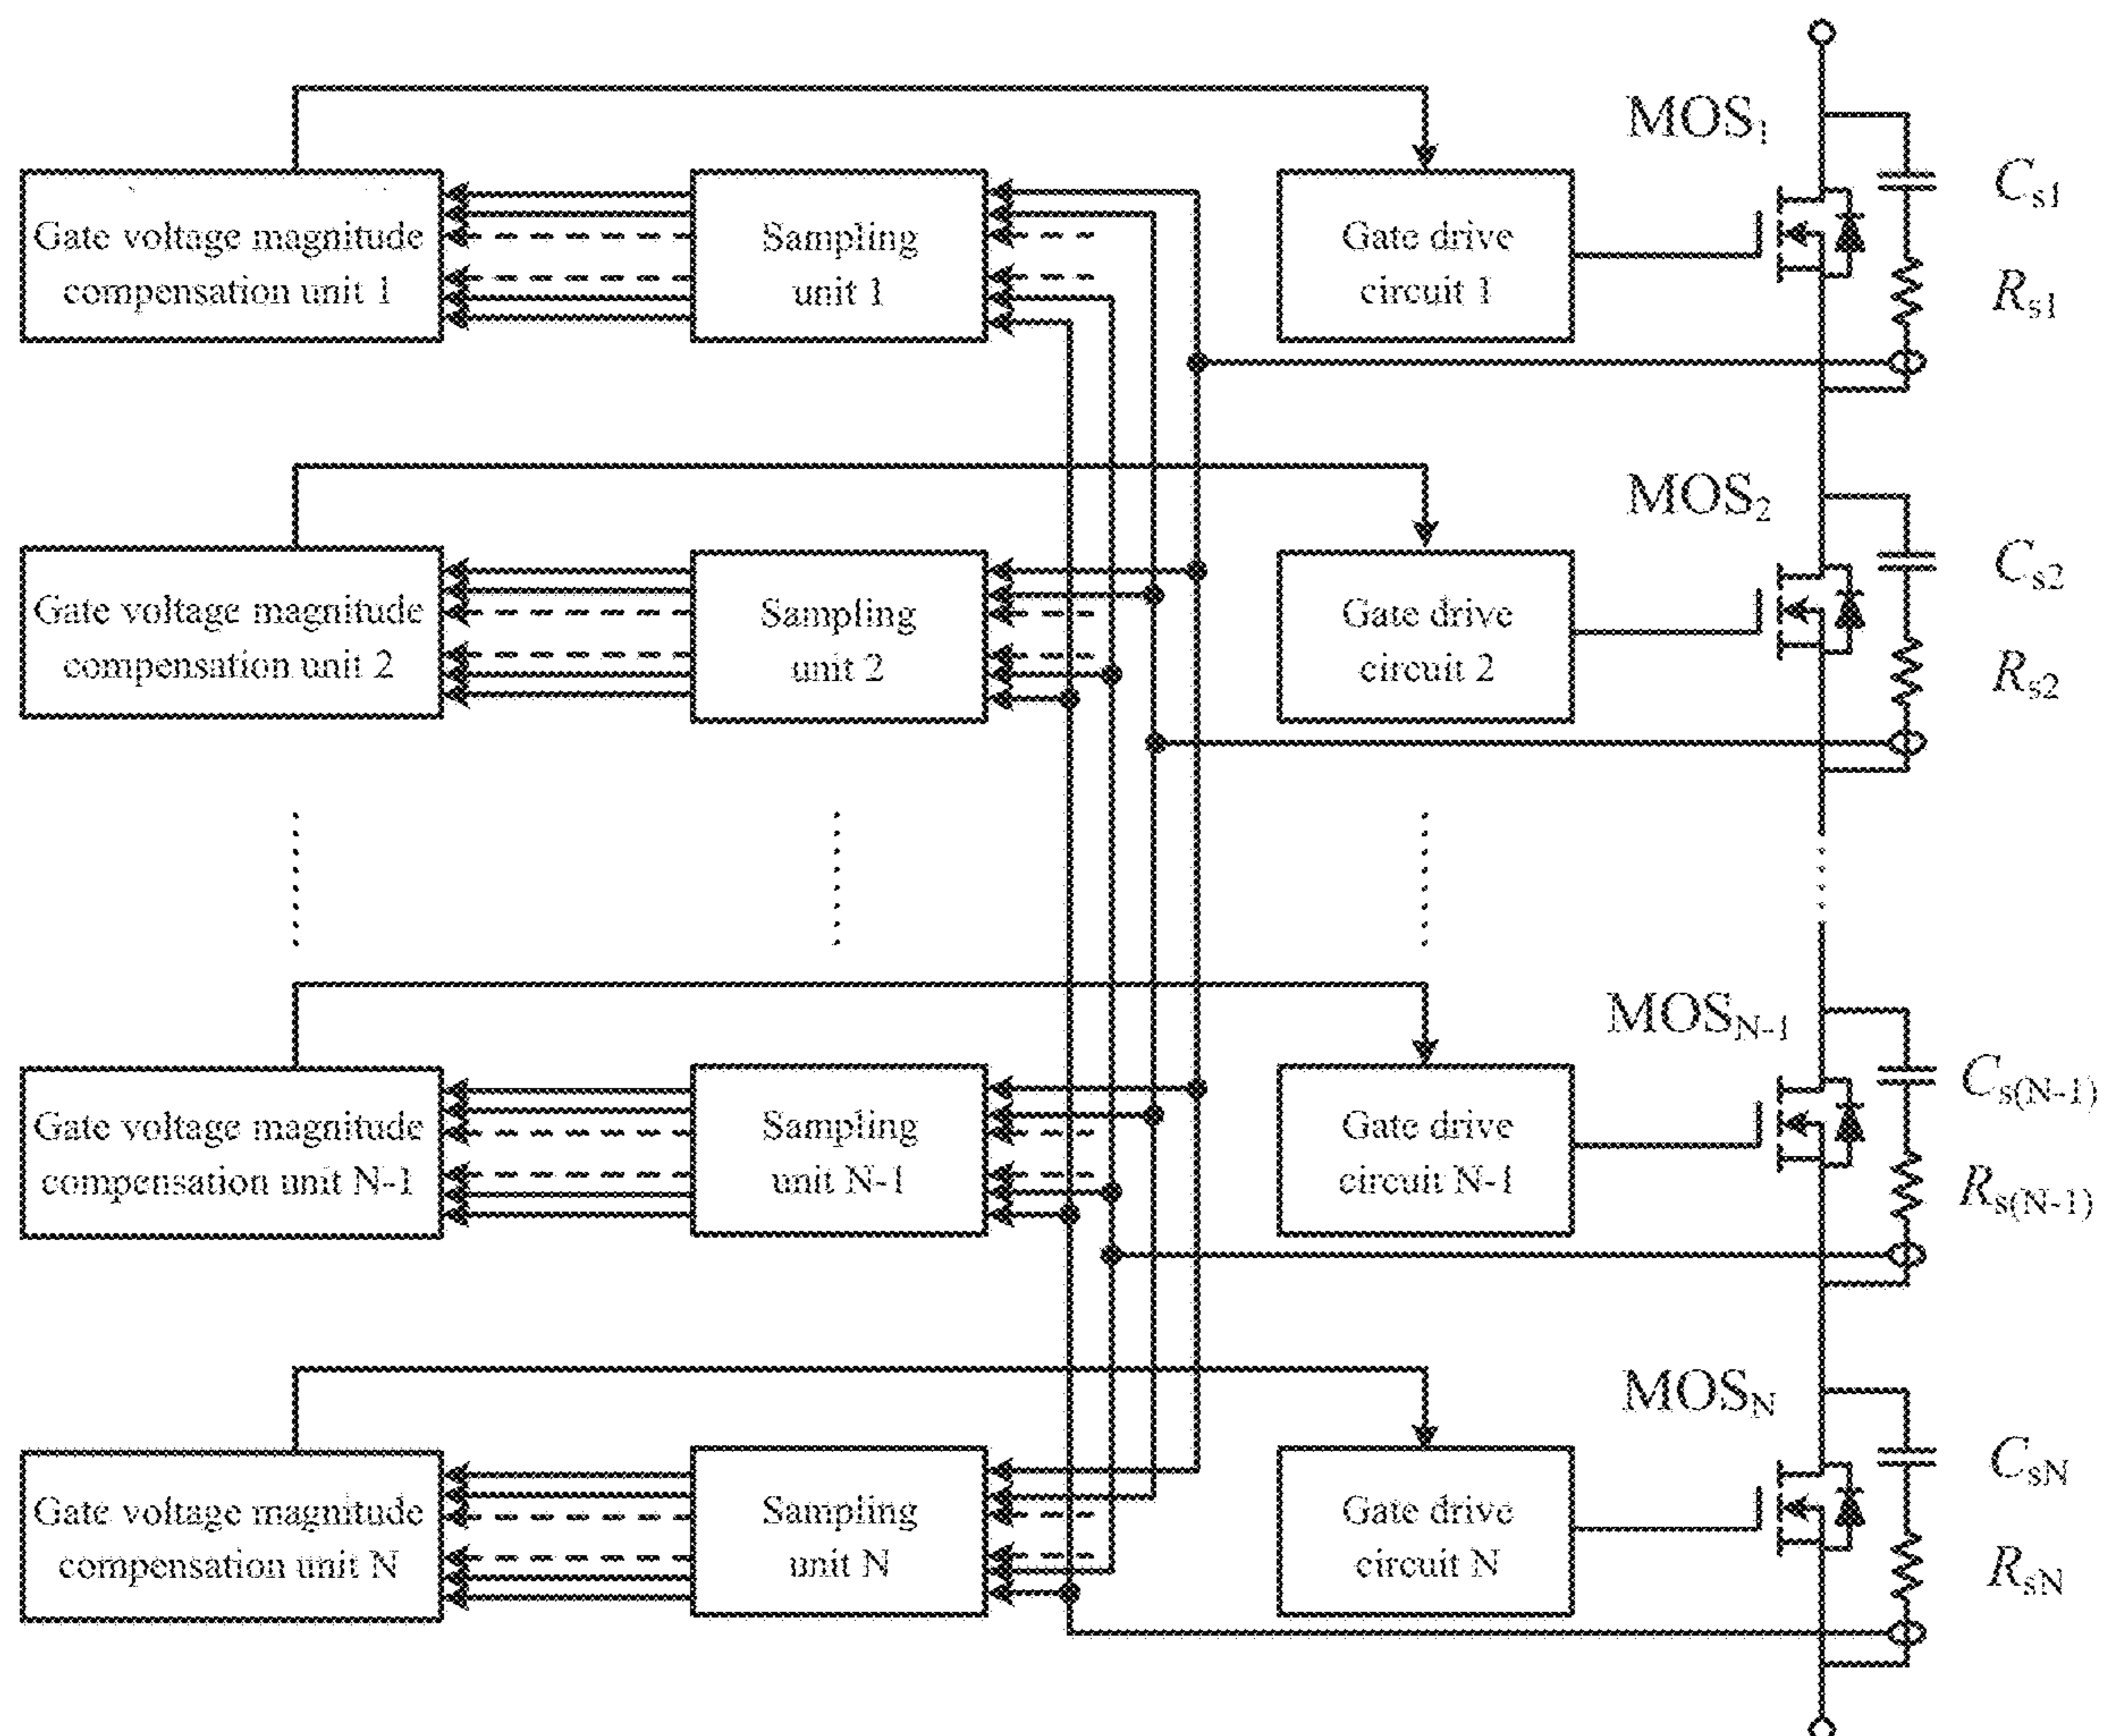 MOS₁
Gate voltage magnitude
compensation unit 1
Sampling
unit 1
Gate drive
circuit 1
Cs1
Rs1
MOS₂
Gate voltage magnitude
compensation unit 2
Sampling
unit 2
Gate drive
circuit 2
Cs2
Rs2
MOSN-1
Gate voltage magnitude
compensation unit N-1
Sampling
unit N-1
Gate drive
circuit N-1
Cs(N-1)
Rs(N-1)
MOSN
Gate voltage magnitude
compensation unit N
Sampling
unit N
Gate drive
circuit N
CsN
RsN